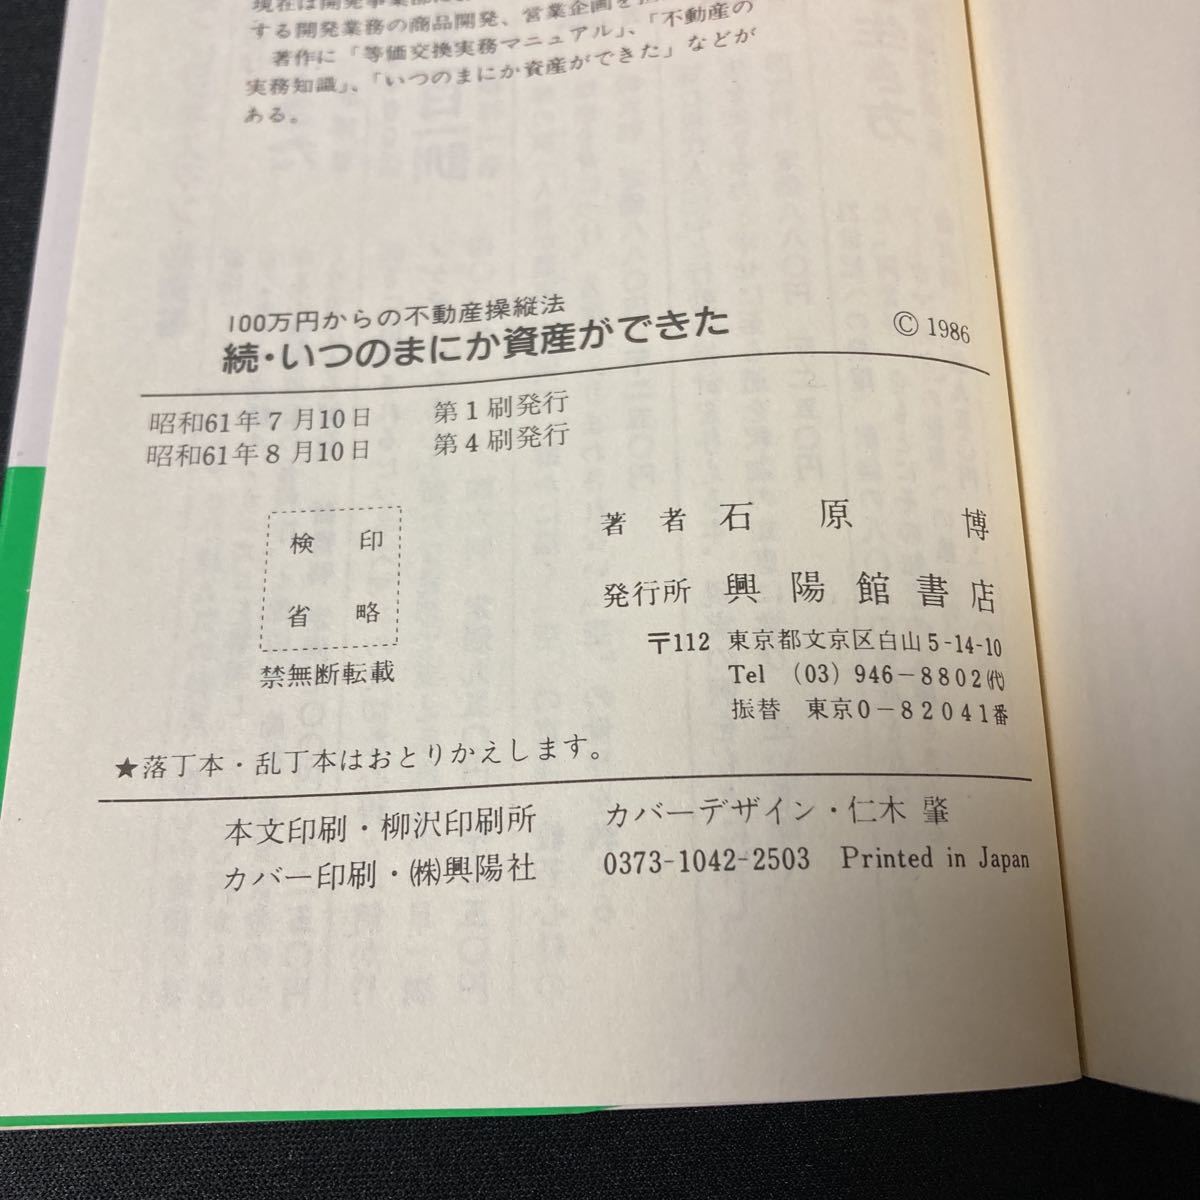 する開発業務の商品開発、営業企画を
著作に「等価交換実務マニュアル」、「不動産の
実務知識」、「いつのまにか資産ができた」などが
ある。
100万円からの不動産操縦法
続・いつのまにか資産ができた
© 1986
昭和61年7月10日 第1刷発行
昭和61年8月10日 第4刷発行
検印
省略
禁無断転載
著者 石原 博
発行所 興陽館書店
〒112 東京都文京区白山5-14-10
Tel (03) 946-8802㈹
振替 東京0-82041番
★落丁本・乱丁本はおとりかえします。
本文印刷・柳沢印刷所 カバーデザイン・仁木 肇
カバー印刷・㈱興陽社 0373-1042-2503 Printed in Japan